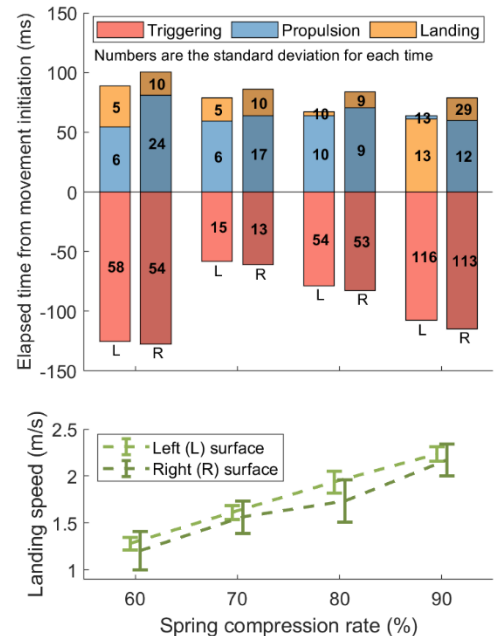 150
Triggering Propulsion Landing
Numbers are the standard deviation for each time
100
50
0
-50
-100
-150
Elapsed time from movement initiation (ms)
5 10 5 10 10 9 13 29
6 24 6 17 10 9 13 12
58 54 15 13 54 53 116 113
L R L R L R L R
2.5
2
1.5
1
Landing speed (m/s)
Left (L) surface
Right (R) surface
60 70 80 90
Spring compression rate (%)